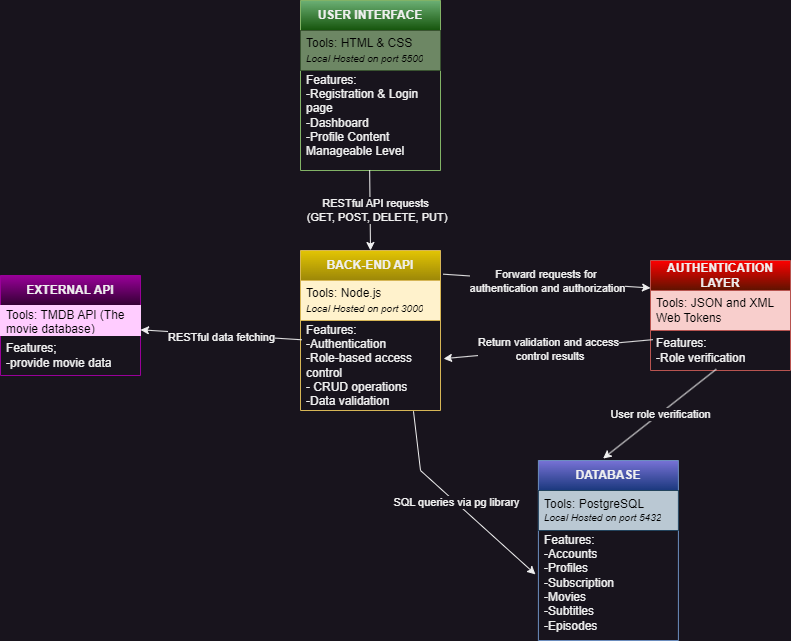 USER INTERFACE
Tools: HTML & CSS
Local Hosted on port 5500
Features:
-Registration & Login
page
-Dashboard
-Profile Content
Manageable Level
RESTful API requests
(GET, POST, DELETE, PUT)
BACK-END API
Tools: Node.js
Local Hosted on port 3000
Features:
-Authentication
-Role-based access
control
- CRUD operations
-Data validation
EXTERNAL API
Tools: TMDB API (The
movie database)
Features;
-provide movie data
RESTful data fetching
Forward requests for
authentication and authorization
AUTHENTICATION
LAYER
Tools: JSON and XML
Web Tokens
Features:
-Role verification
Return validation and access
control results
User role verification
SQL queries via pg library
DATABASE
Tools: PostgreSQL
Local Hosted on port 5432
Features:
-Accounts
-Profiles
-Subscription
-Movies
-Subtitles
-Episodes